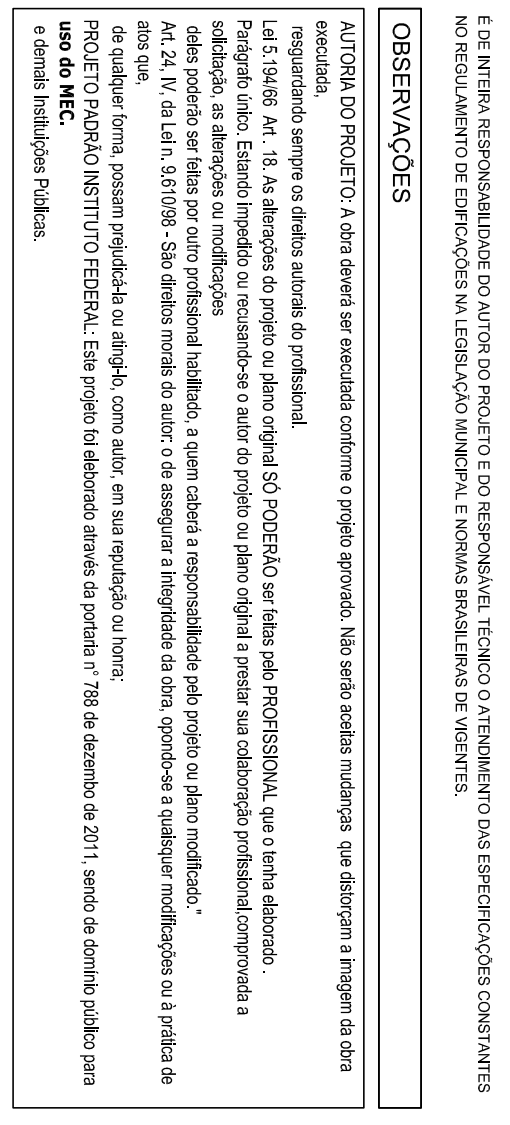 É DE INTEIRA RESPONSABILIDADE DO AUTOR DO PROJETO E DO RESPONSÁVEL TÉCNICO O ATENDIMENTO DAS ESPECIFICAÇÕES CONSTANTES
NO REGULAMENTO DE EDIFICAÇÕES NA LEGISLAÇÃO MUNICIPAL E NORMAS BRASILEIRAS DE VIGENTES.
OBSERVAÇÕES
AUTORIA DO PROJETO: A obra deverá ser executada conforme o projeto aprovado. Não serão aceitas mudanças que distorçam a imagem da obra
executada,
resguardando sempre os direitos autorais do profissional.
Lei 5.194/66 Art . 18. As alterações do projeto ou plano original SÓ PODERÃO ser feitas pelo PROFISSIONAL que o tenha elaborado .
Parágrafo único. Estando impedido ou recusando-se o autor do projeto ou plano original a prestar sua colaboração profissional,comprovada a
solicitação, as alterações ou modificações
deles poderão ser feitas por outro profissional habilitado, a quem caberá a responsabilidade pelo projeto ou plano modificado."
Art. 24, IV, da Lei n. 9.610/98 - São direitos morais do autor: o de assegurar a integridade da obra, opondo-se a quaisquer modificações ou à prática de
atos que,
de qualquer forma, possam prejudicá-la ou atingi-lo, como autor, em sua reputação ou honra;
PROJETO PADRÃO INSTITUTO FEDERAL: Este projeto foi eleborado através da portaria n° 788 de dezembo de 2011, sendo de domínio público para
uso do MEC.
e demais Instituições Públicas.